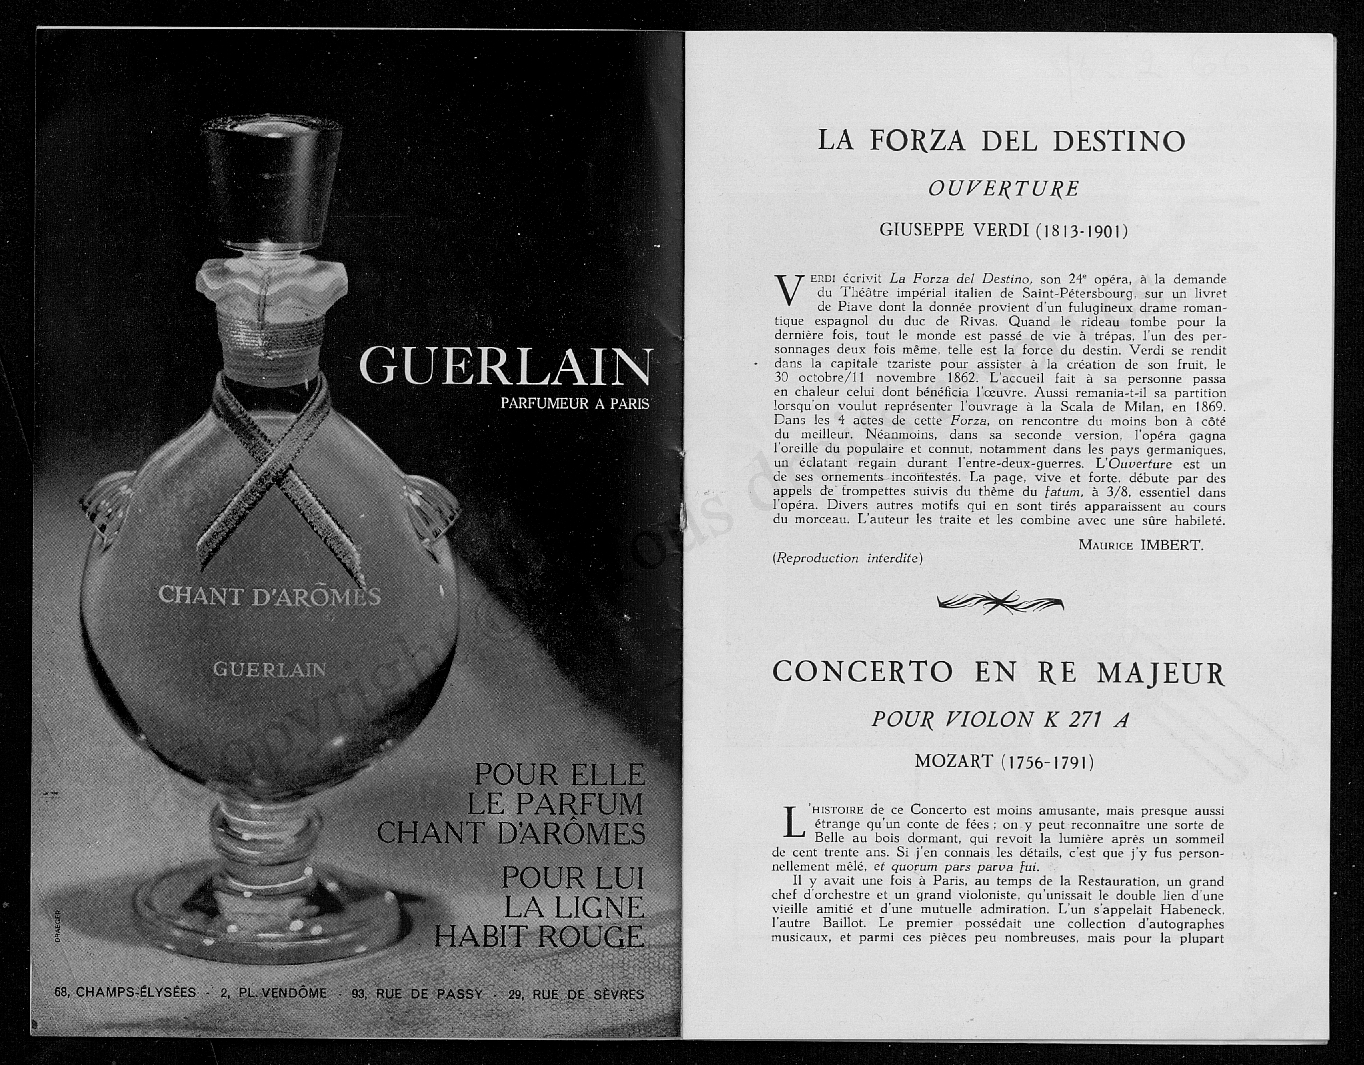 GUERLAIN
PARFUMEUR A PARIS
CHANT D'ARÔMES
GUERLAIN
POUR ELLE
LE PARFUM
CHANT D'ARÔMES
POUR LUI
LA LIGNE
HABIT ROUGE
DRAEGER
68, CHAMPS-ÉLYSÉES - 2, PL. VENDÔME - 93, RUE DE PASSY - 29, RUE DE SÈVRES
LA FORZA DEL DESTINO
OUVERTURE
GIUSEPPE VERDI (1813-1901)
VERDI écrivit La Forza del Destino, son 24e opéra, à la demande
du Théâtre impérial italien de Saint-Pétersbourg, sur un livret
de Piave dont la donnée provient d'un fulugineux drame roman-
tique espagnol du duc de Rivas. Quand le rideau tombe pour la
dernière fois, tout le monde est passé de vie à trépas, l'un des per-
sonnages deux fois même, telle est la force du destin. Verdi se rendit
dans la capitale tzariste pour assister à la création de son fruit, le
30 octobre/11 novembre 1862. L'accueil fait à sa personne passa
en chaleur celui dont bénéficia l'œuvre. Aussi remania-t-il sa partition
lorsqu'on voulut représenter l'ouvrage à la Scala de Milan, en 1869.
Dans les 4 actes de cette Forza, on rencontre du moins bon à côté
du meilleur. Néanmoins, dans sa seconde version, l'opéra gagna
l'oreille du populaire et connut, notamment dans les pays germaniques,
un éclatant regain durant l'entre-deux-guerres. L'Ouverture est un
de ses ornements incontestés. La page, vive et forte, débute par des
appels de trompettes suivis du thème du fatum, à 3/8, essentiel dans
l'opéra. Divers autres motifs qui en sont tirés apparaissent au cours
du morceau. L'auteur les traite et les combine avec une sûre habileté.
MAURICE IMBERT.
(Reproduction interdite)
CONCERTO EN RE MAJEUR
POUR VIOLON K 271 A
MOZART (1756-1791)
L'HISTOIRE de ce Concerto est moins amusante, mais presque aussi
étrange qu'un conte de fées ; on y peut reconnaître une sorte de
Belle au bois dormant, qui revoit la lumière après un sommeil
de cent trente ans. Si j'en connais les détails, c'est que j'y fus person-
nellement mêlé, et quorum pars parva fui.
Il y avait une fois à Paris, au temps de la Restauration, un grand
chef d'orchestre et un grand violoniste, qu'unissait le double lien d'une
vieille amitié et d'une mutuelle admiration. L'un s'appelait Habeneck,
l'autre Baillot. Le premier possédait une collection d'autographes
musicaux, et parmi ces pièces peu nombreuses, mais pour la plupart